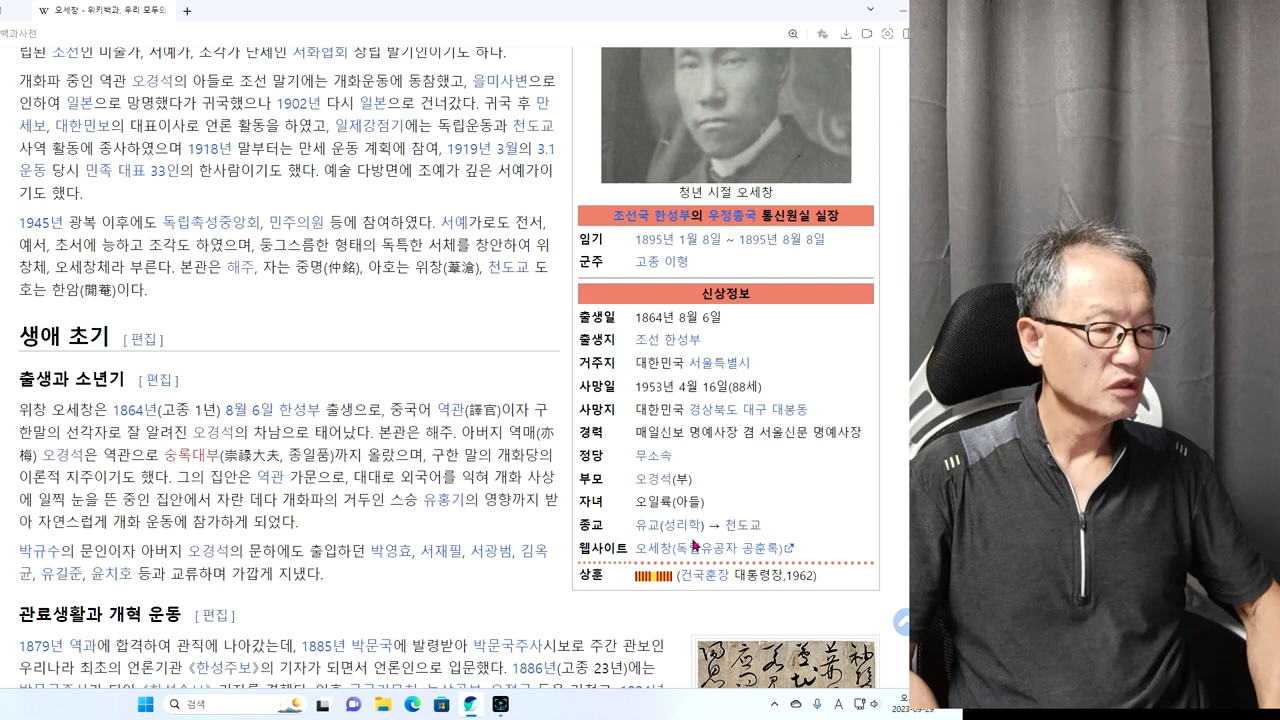 오세창 - 위키백과, 우리 모두의
백과사전
립된 조선인 미술가, 서예가, 조각가 단체인 서화협회 창립 발기인이기도 하다.
개화파 중인 역관 오경석의 아들로 조선 말기에는 개화운동에 동참했고, 을미사변으로
인하여 일본으로 망명했다가 귀국했으나 1902년 다시 일본으로 건너갔다. 귀국 후 만
세보, 대한민보의 대표이사로 언론 활동을 하였고, 일제강점기에는 독립운동과 천도교
사역 활동에 종사하였으며 1918년 말부터는 만세 운동 계획에 참여, 1919년 3월의 3.1
운동 당시 민족 대표 33인의 한사람이기도 했다. 예술 다방면에 조예가 깊은 서예가이
기도 했다.
1945년 광복 이후에도 독립촉성중앙회, 민주의원 등에 참여하였다. 서예가로도 전서,
예서, 초서에 능하고 조각도 하였으며, 둥그스름한 형태의 독특한 서체를 창안하여 위
창체, 오세창체라 부른다. 본관은 해주, 자는 중명(仲銘), 아호는 위창(葦滄), 천도교 도
호는 한암(閒菴)이다.
생애 초기 [편집]
출생과 소년기 [편집]
위창 오세창은 1864년(고종 1년) 8월 6일 한성부 출생으로, 중국어 역관(譯官)이자 구
한말의 선각자로 잘 알려진 오경석의 차남으로 태어났다. 본관은 해주. 아버지 역매(亦
梅) 오경석은 역관으로 숭록대부(崇祿大夫, 종일품)까지 올랐으며, 구한 말의 개화당의
이론적 지주이기도 했다. 그의 집안은 역관 가문으로, 대대로 외국어를 익혀 개화 사상
에 일찍 눈을 뜬 중인 집안에서 자란 데다 개화파의 거두인 스승 유홍기의 영향까지 받
아 자연스럽게 개화 운동에 참가하게 되었다.
박규수의 문인이자 아버지 오경석의 문하에도 출입하던 박영효, 서재필, 서광범, 김옥
균, 유길준, 윤치호 등과 교류하며 가깝게 지냈다.
관료생활과 개혁 운동 [편집]
1879년 역과에 합격하여 관직에 나아갔는데, 1885년 박문국에 발령받아 박문국주사시보로 주간 관보인
우리나라 최초의 언론기관 《한성주보》의 기자가 되면서 언론인으로 입문했다. 1886년(고종 23년)에는
청년 시절 오세창
조선국 한성부의 우정총국 통신원실 실장
임기 1895년 1월 8일 ~ 1895년 8월 8일
군주 고종 이형
신상정보
출생일 1864년 8월 6일
출생지 조선 한성부
거주지 대한민국 서울특별시
사망일 1953년 4월 16일(88세)
사망지 대한민국 경상북도 대구 대봉동
경력 매일신보 명예사장 겸 서울신문 명예사장
정당 무소속
부모 오경석(부)
자녀 오일륙(아들)
종교 유교(성리학) → 천도교
웹사이트 오세창(독립유공자 공훈록)
상훈 (건국훈장 대통령장,1962)
검색
A
오
2023-09-29